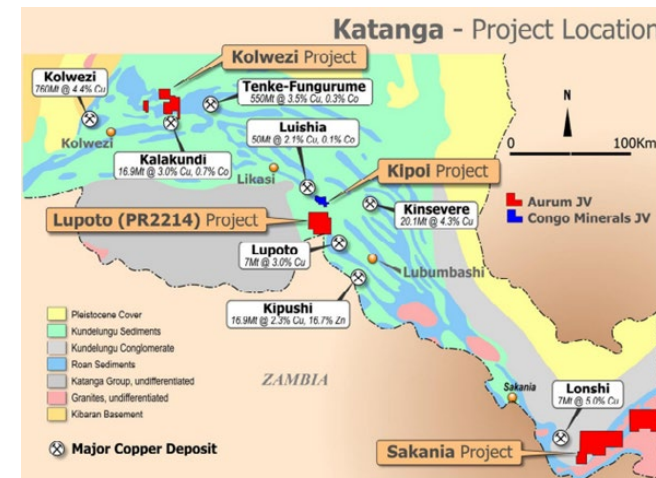 Katanga - Project Location
Kolwezi Project
Kolwezi
760Mt @ 4.4% Cu
Tenke-Fungurume
550Mt @ 3.5% Cu, 0.3% Co
N
Kolwezi
Luishia
50Mt @ 2.1% Cu, 0.1% Co
0
100Km
Kalakundi
16.9Mt @ 3.0% Cu, 0.7% Co
Likasi
Kipoi Project
Aurum JV
Congo Minerals JV
Kinsevere
20.1Mt @ 4.3% Cu
Lupoto (PR2214) Project
Lupoto
7Mt @ 3.0% Cu
Lubumbashi
Kipushi
16.9Mt @ 2.3% Cu, 16.7% Zn
Pleistocene Cover
Kundelungu Sediments
Kundelungu Conglomerate
Roan Sediments
Katanga Group, undifferentiated
Granites, undifferentiated
Kibaran Basement
ZAMBIA
Sakania
Lonshi
7Mt @ 5.0% Cu
Major Copper Deposit
Sakania Project